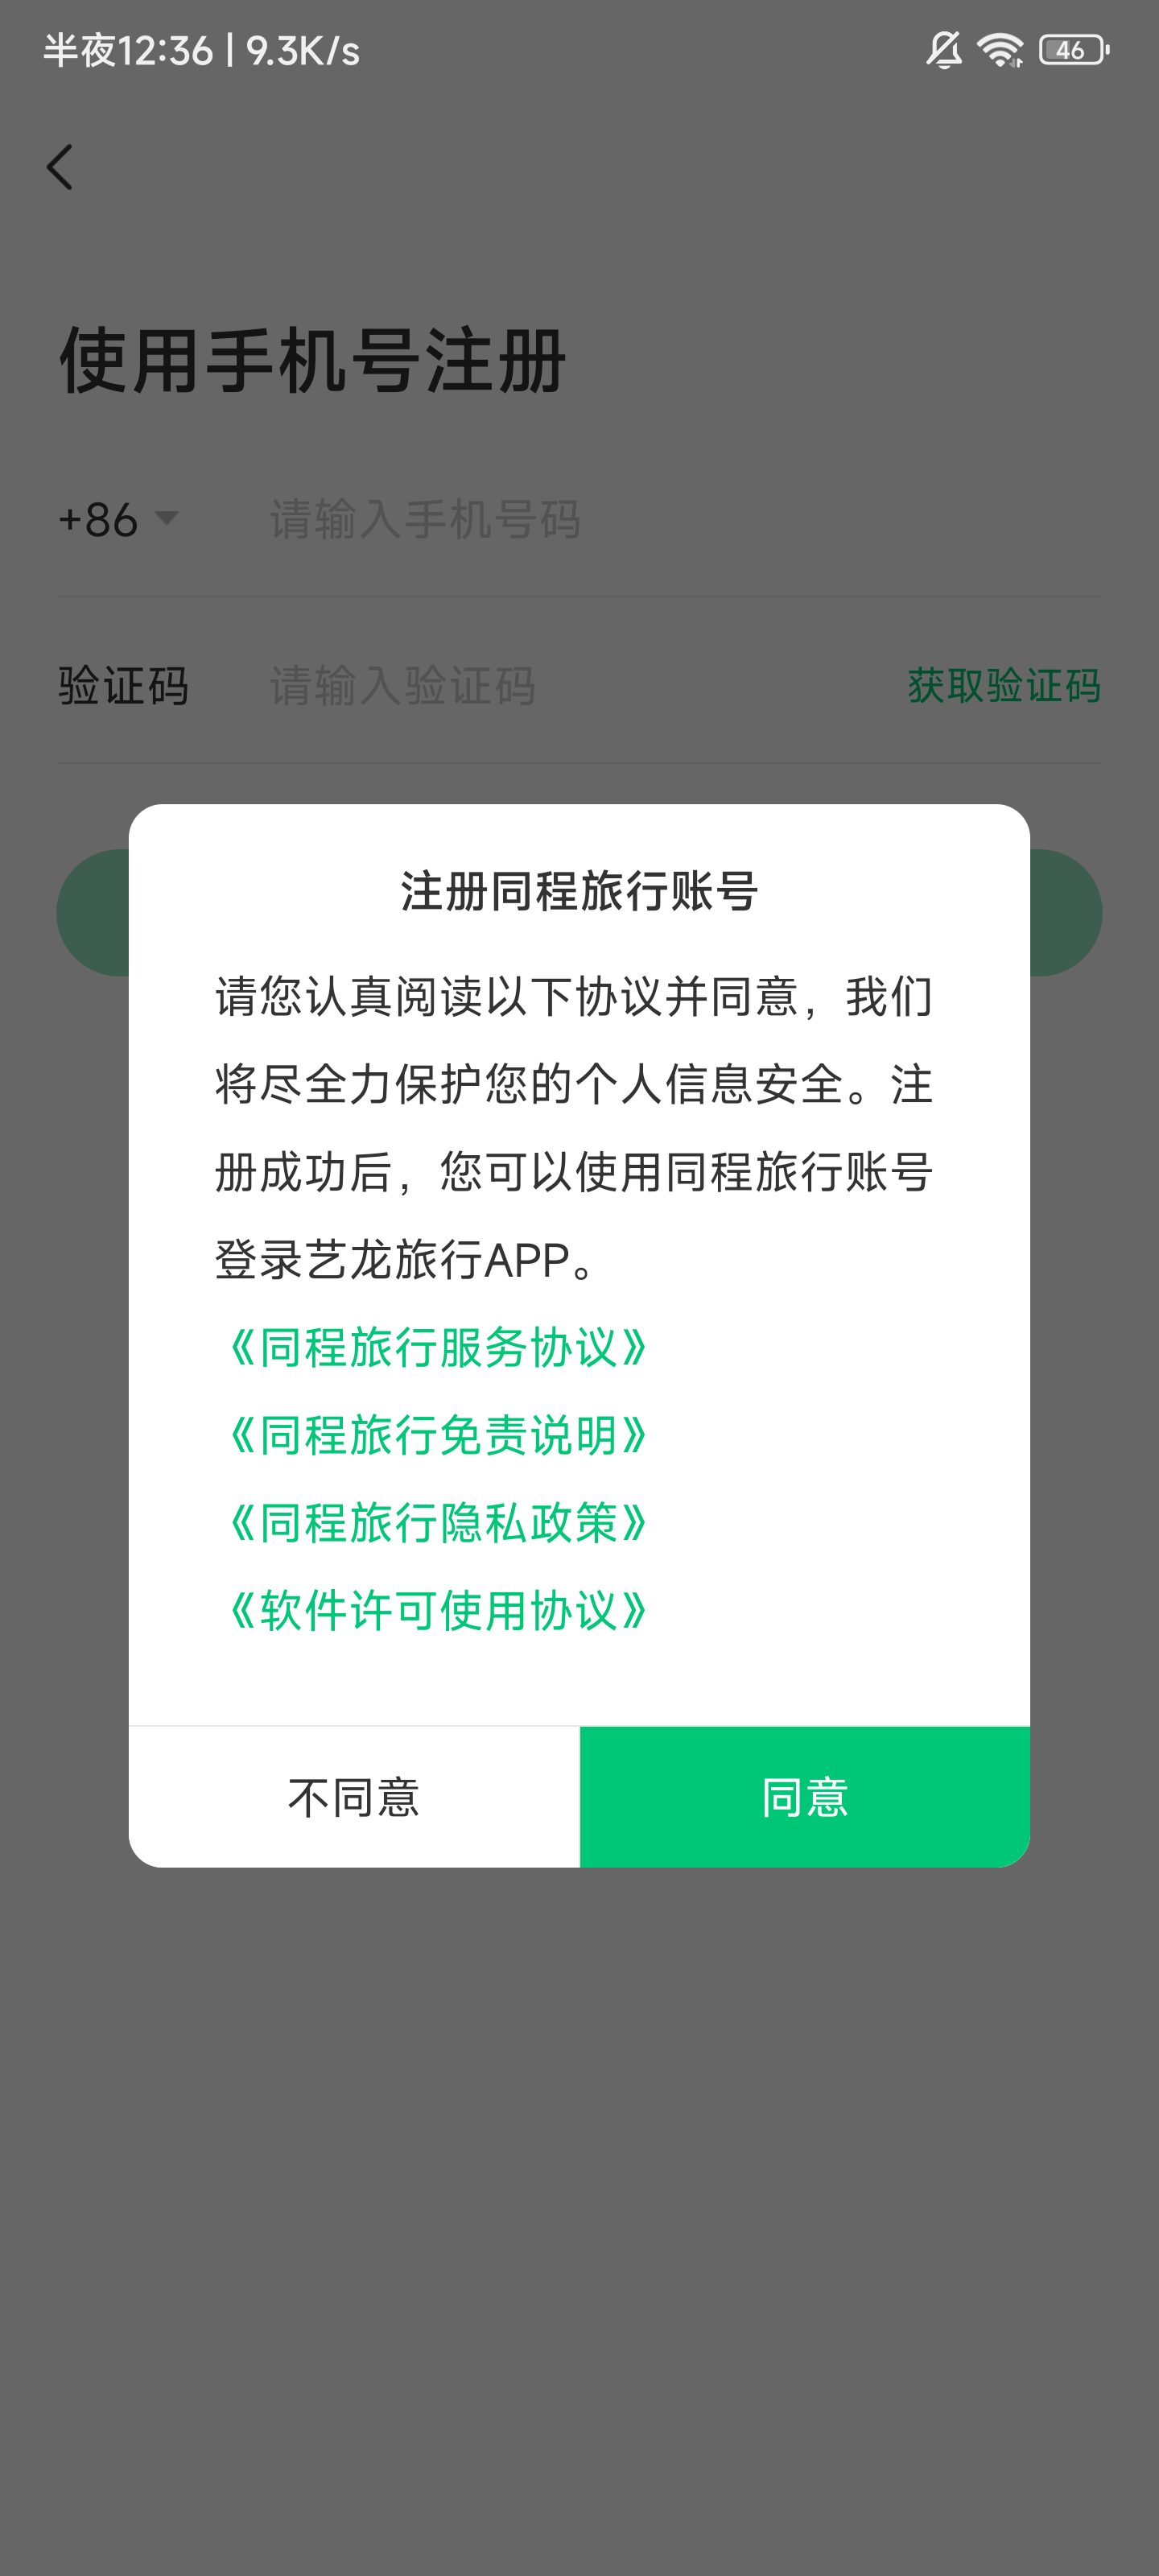 半夜12:36 | 9.3K/s
46
使用手机号注册
+86 请输入手机号码
验证码 请输入验证码 获取验证码
注册同程旅行账号
请您认真阅读以下协议并同意，我们
将尽全力保护您的个人信息安全。注
册成功后，您可以使用同程旅行账号
登录艺龙旅行APP。
《同程旅行服务协议》
《同程旅行免责说明》
《同程旅行隐私政策》
《软件许可使用协议》
不同意 同意